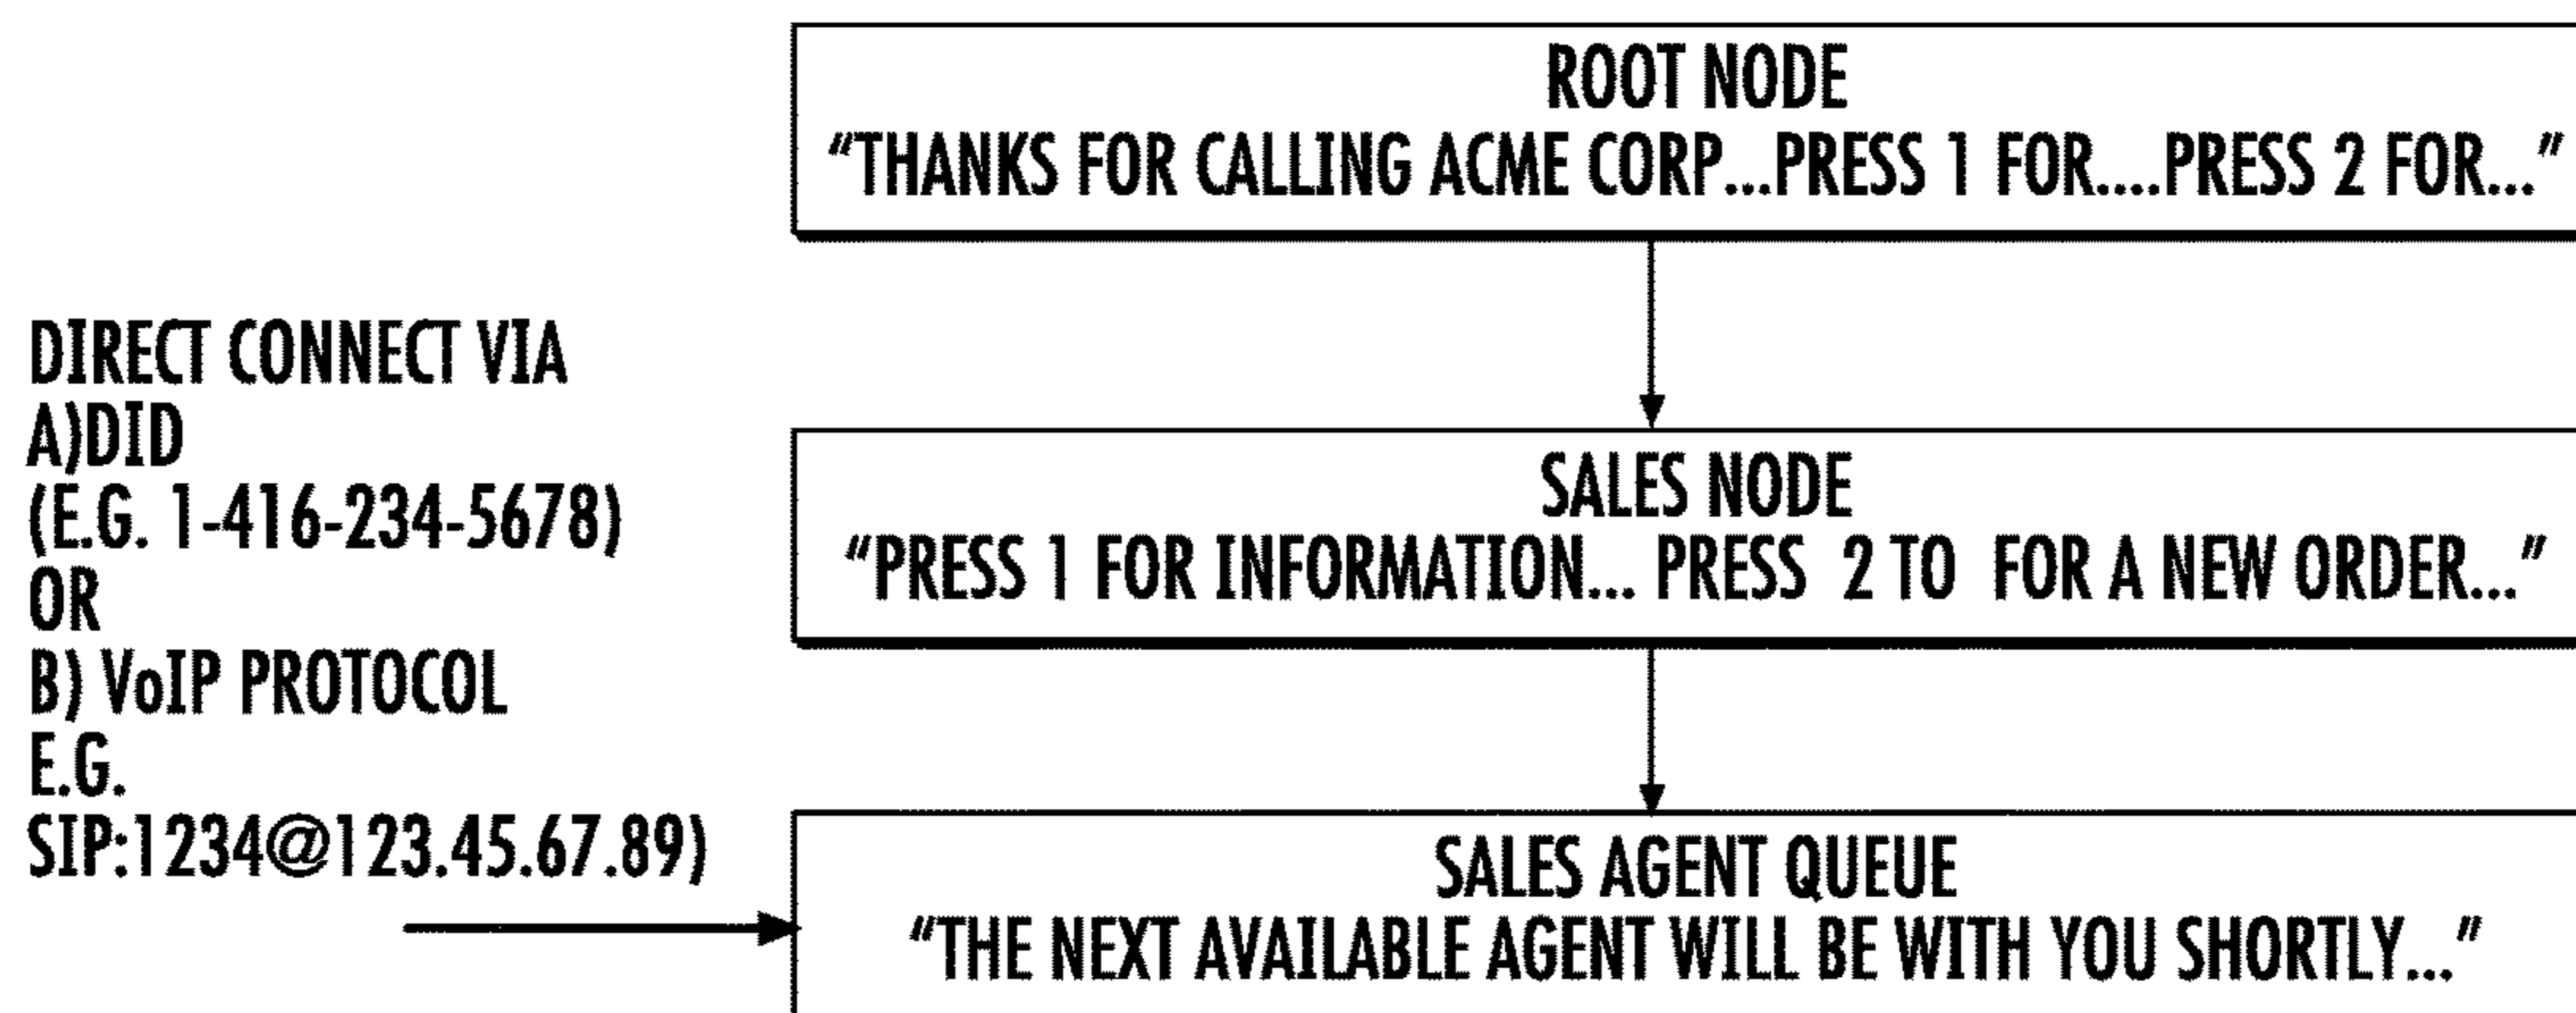 ROOT NODE
"THANKS FOR CALLING ACME CORP...PRESS 1 FOR....PRESS 2 FOR..."
DIRECT CONNECT VIA
A)DID
(E.G. 1-416-234-5678)
OR
B) VoIP PROTOCOL
E.G.
SIP:1234@123.45.67.89)
SALES NODE
"PRESS 1 FOR INFORMATION... PRESS 2 TO FOR A NEW ORDER..."
SALES AGENT QUEUE
"THE NEXT AVAILABLE AGENT WILL BE WITH YOU SHORTLY..."